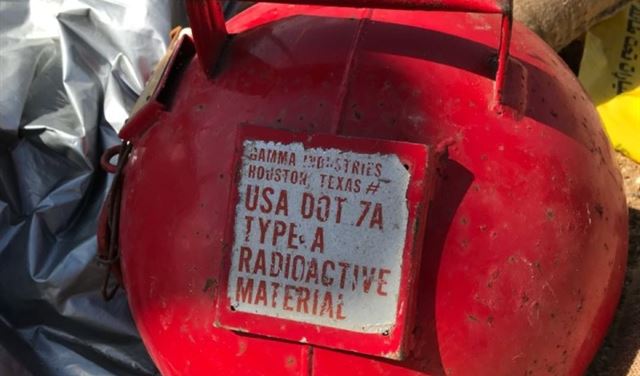 GAMMA INDUSTRIES
HOUSTON, TEXAS #
USA DOT 7A
TYPE A
RADIOACTIVE
MATERIAL